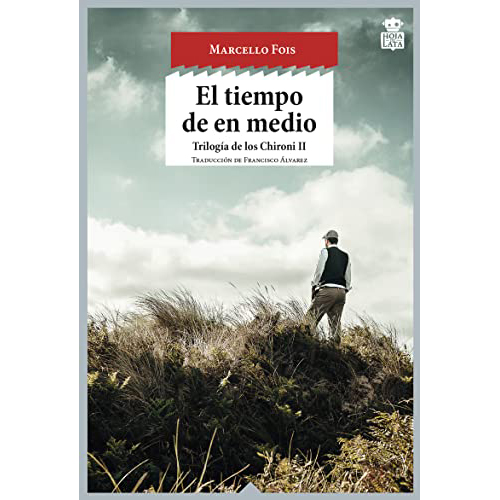 MARCELLO FOIS
HOJA
DE
LATA
El tiempo
de en medio
Trilogía de los Chironi II
TRADUCCIÓN DE FRANCISCO ÁLVAREZ